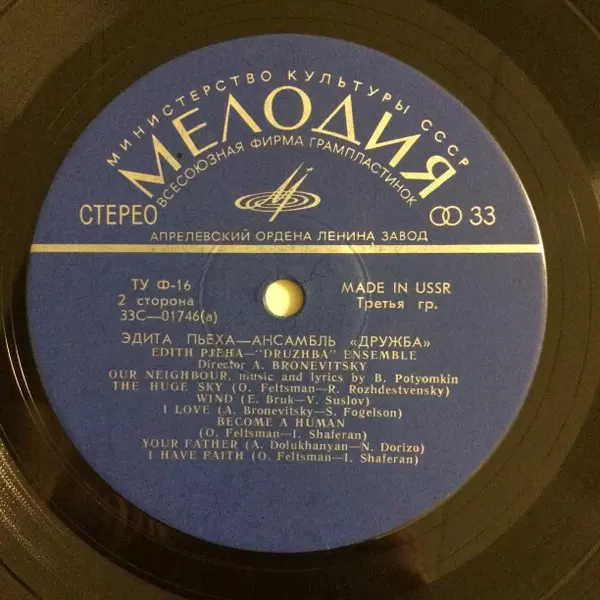 МИНИСТЕРСТВО КУЛЬТУРЫ СССР
МЕЛОДИЯ
ВСЕСОЮЗНАЯ ФИРМА ГРАМПЛАСТИНОК
СТЕРЕО
33
АПРЕЛЕВСКИЙ ОРДЕНА ЛЕНИНА ЗАВОД
ТУ Ф-16
MADE IN USSR
2 сторона
Третья гр.
33С—01746(а)
ЭДИТА ПЬЕХА—АНСАМБЛЬ «ДРУЖБА»
EDITH PJEHA—"DRUZHBA" ENSEMBLE
Director A. BRONEVITSKY
OUR NEIGHBOUR, music and lyrics by B. Potyomkin
THE HUGE SKY (O. Feltsman—R. Rozhdestvensky)
WIND (E. Bruk—V. Suslov)
I LOVE (A. Bronevitsky—S. Fogelson)
BECOME A HUMAN
(O. Feltsman—I. Shaferan)
YOUR FATHER (A. Dolukhanyan—N. Dorizo)
I HAVE FAITH (O. Feltsman—I. Shaferan)